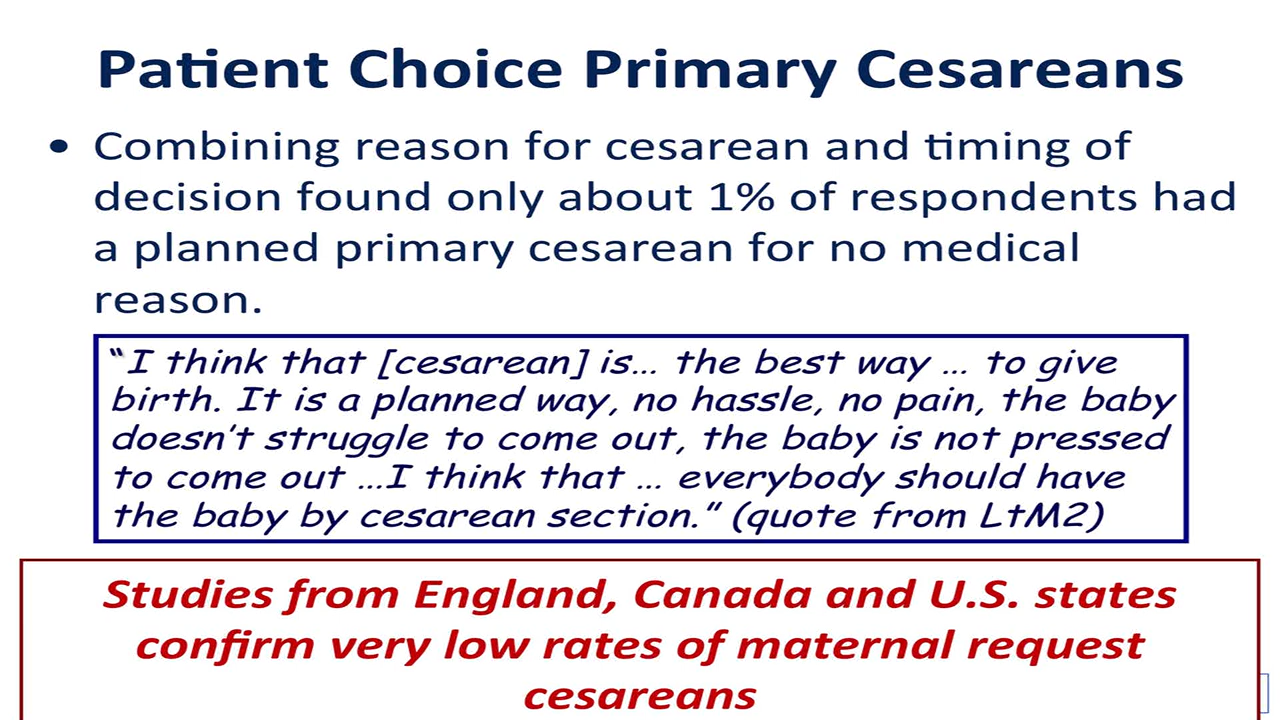 Patient Choice Primary Cesareans
• Combining reason for cesarean and timing of
decision found only about 1% of respondents had
a planned primary cesarean for no medical
reason.
“I think that [cesarean] is… the best way … to give
birth. It is a planned way, no hassle, no pain, the baby
doesn’t struggle to come out, the baby is not pressed
to come out …I think that … everybody should have
the baby by cesarean section.” (quote from LtM2)
Studies from England, Canada and U.S. states
confirm very low rates of maternal request
cesareans